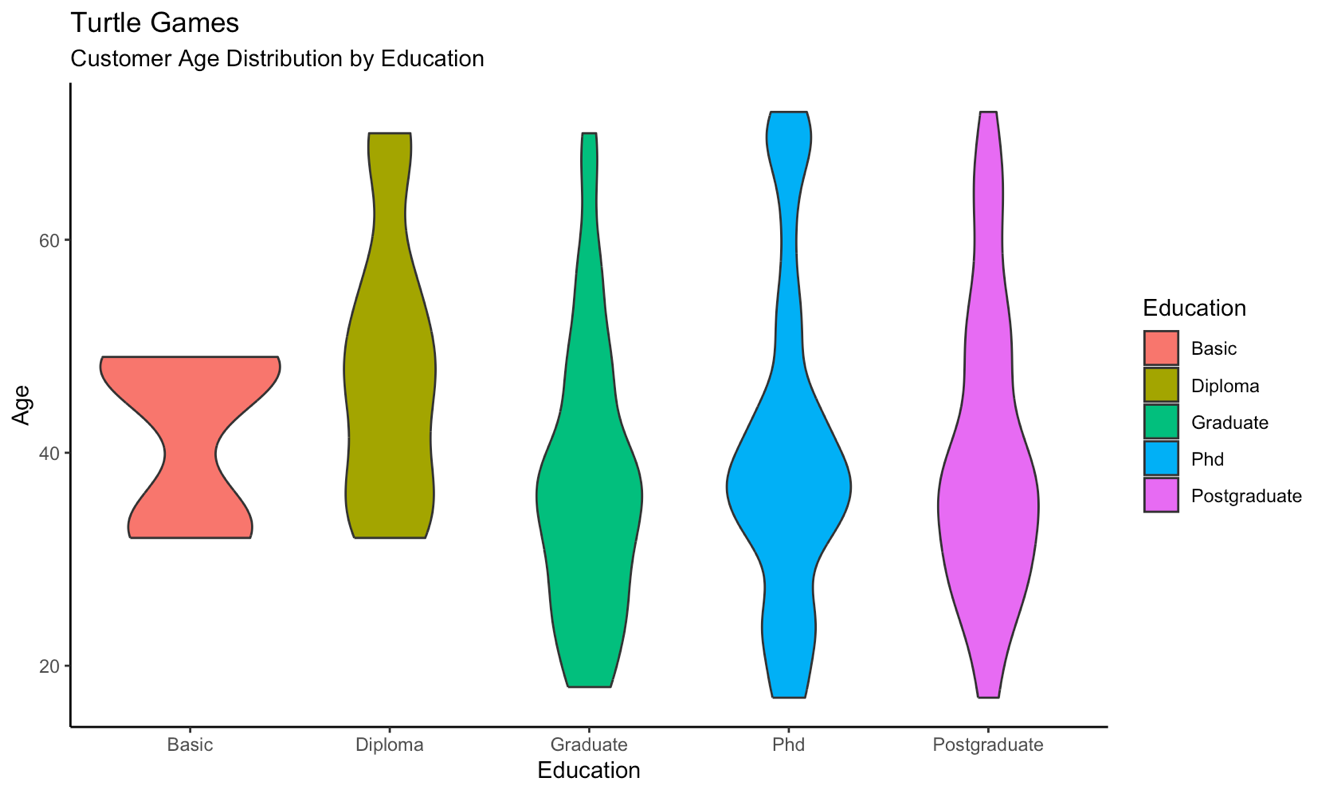 Turtle Games
Customer Age Distribution by Education
Age
60
40
20
Basic
Diploma
Graduate
Phd
Postgraduate
Education
Education
Basic
Diploma
Graduate
Phd
Postgraduate